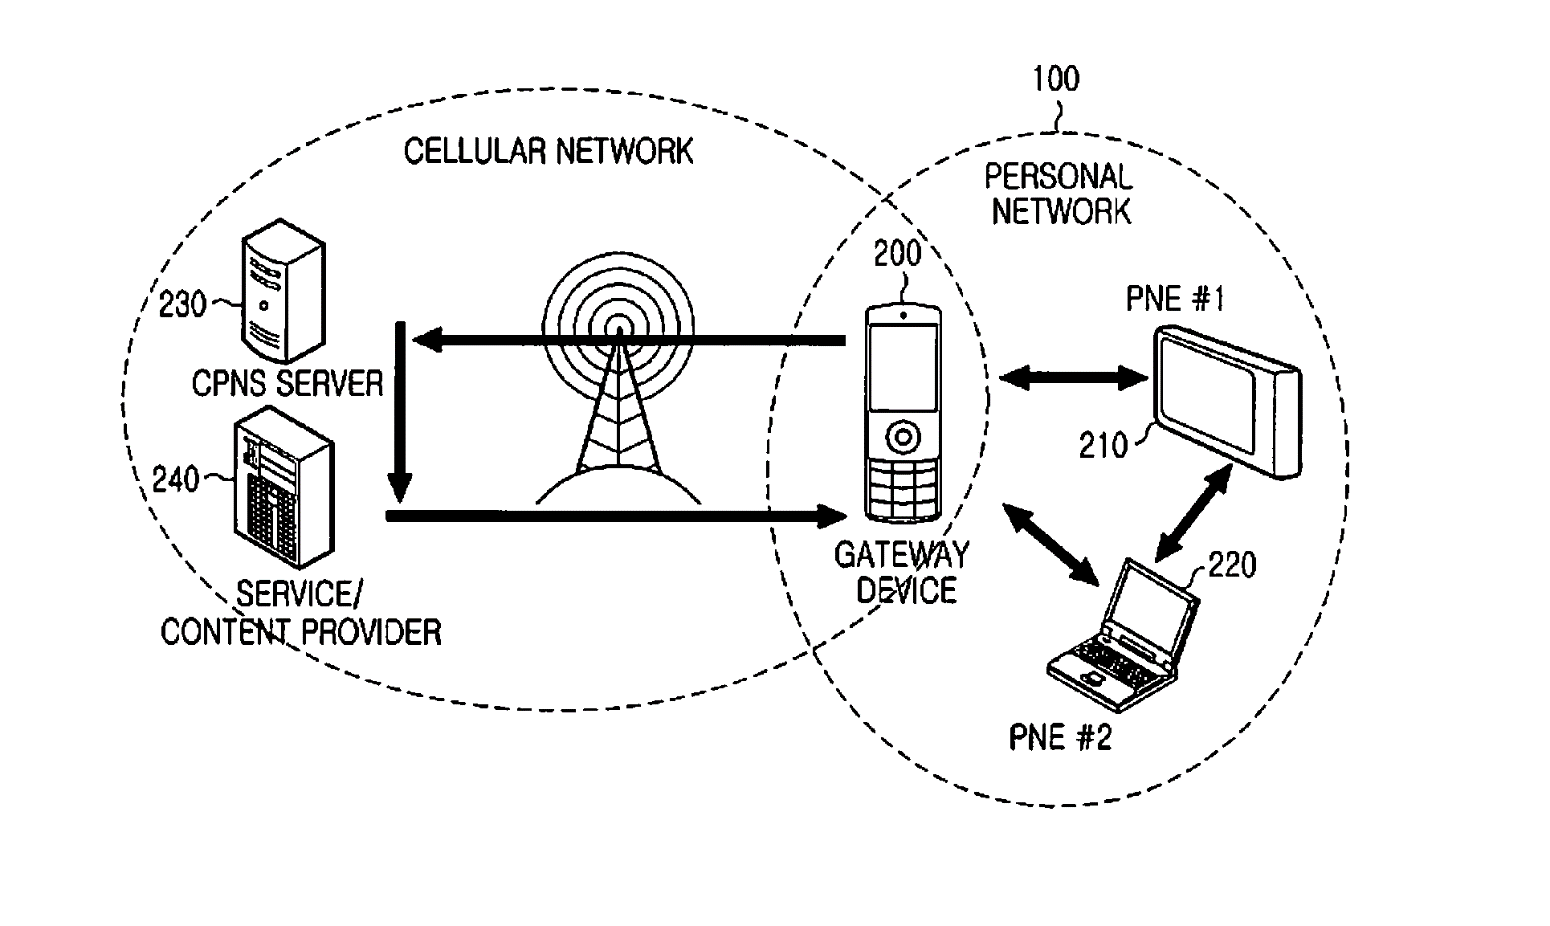 100
CELLULAR NETWORK
PERSONAL
NETWORK
200
230
PNE #1
CPNS SERVER
210
240
GATEWAY
DEVICE
220
SERVICE/
CONTENT PROVIDER
PNE #2